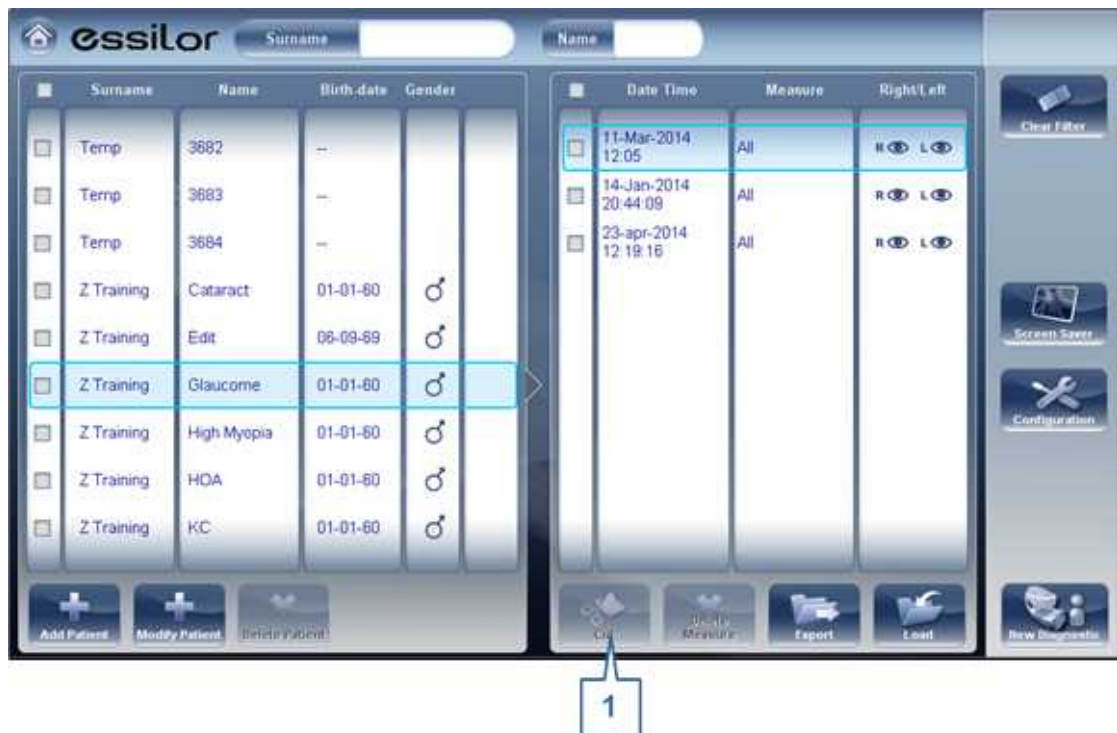 essilor Surname Name
Surname Name Birth-date Gender Date Time Measure Right/Left
Temp 3682 -- 11-Mar-2014 12:05 All R L
Temp 3683 -- 14-Jan-2014 20:44:09 All R L
Temp 3684 -- 23-apr-2014 12:19:16 All R L
Z Training Cataract 01-01-60
Z Training Edit 06-09-69
Z Training Glaucome 01-01-60
Z Training High Myopia 01-01-60
Z Training HOA 01-01-60
Z Training KC 01-01-60
Clear Filter
Screen Saver
Configuration
Add Patient Modify Patient Delete Patient Measure Export Load New Diagnostic
1